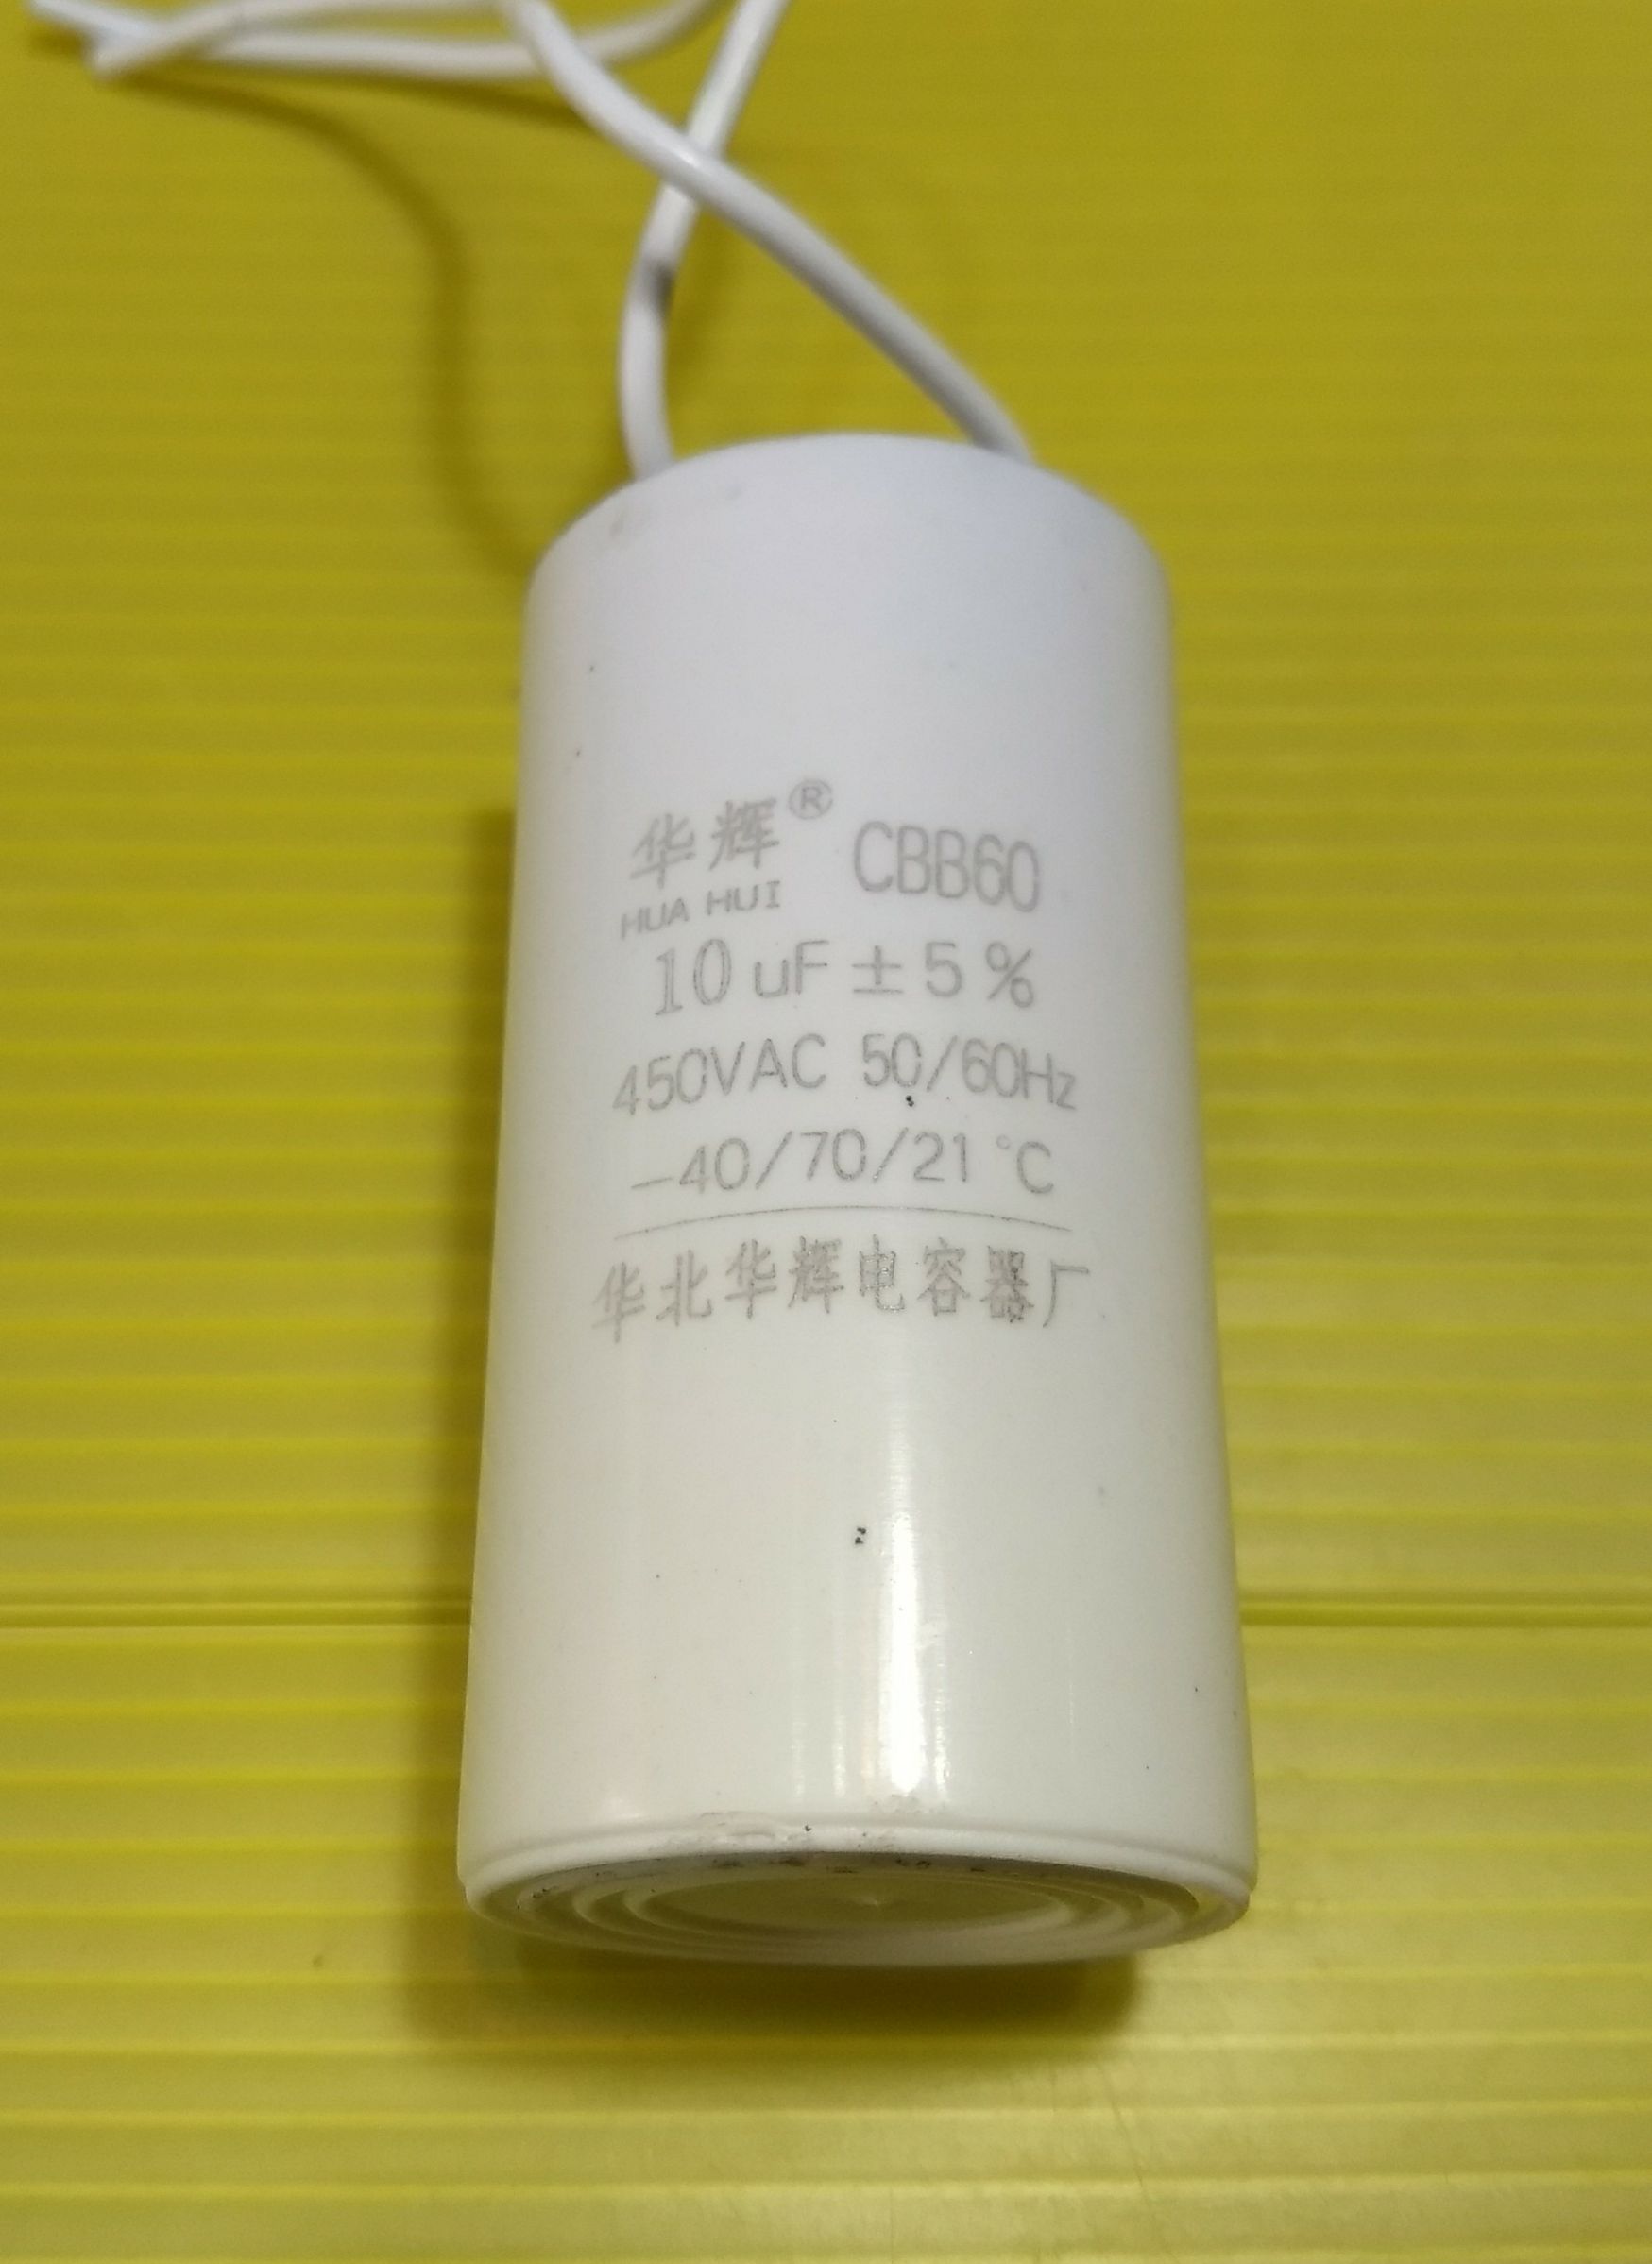 华辉® CBB60
HUA HUI
10 uF ± 5 %
450VAC 50/60Hz
–40/70/21 °C
华北华辉电容器厂